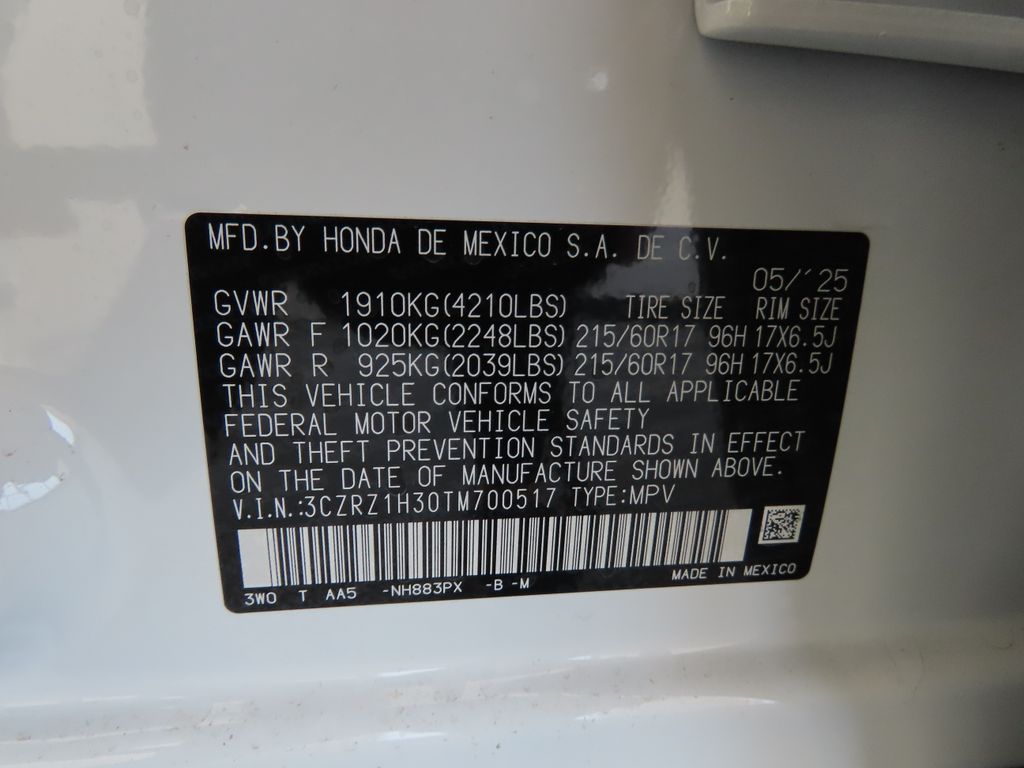 MFD.BY HONDA DE MEXICO S.A. DE C.V.
05/´25
GVWR 1910KG(4210LBS) TIRE SIZE RIM SIZE
GAWR F 1020KG(2248LBS) 215/60R17 96H 17X6.5J
GAWR R 925KG(2039LBS) 215/60R17 96H 17X6.5J
THIS VEHICLE CONFORMS TO ALL APPLICABLE
FEDERAL MOTOR VEHICLE SAFETY
AND THEFT PREVENTION STANDARDS IN EFFECT
ON THE DATE OF MANUFACTURE SHOWN ABOVE.
V.I.N.:3CZRZ1H30TM700517 TYPE:MPV
3W0 T AA5 -NH883PX -B -M MADE IN MEXICO